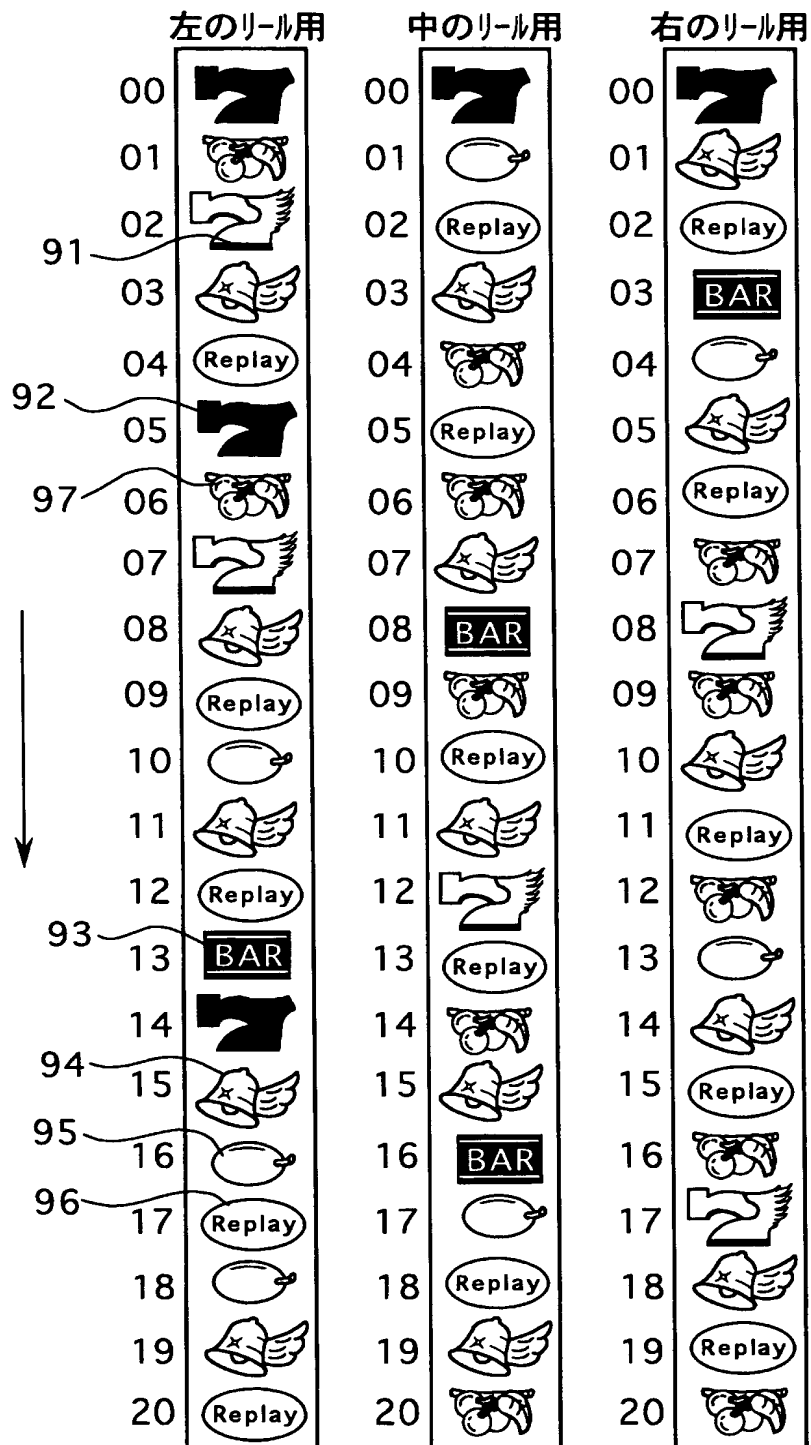 左のリール用 中のリール用 右のリール用
00 00 00
01 01 01
02 02 Replay 02 Replay
91
03 03 03 BAR
04 Replay 04 04
92
05 05 Replay 05
06 06 06 Replay
97
07 07 07
08 08 BAR 08
09 Replay 09 09
10 10 Replay 10
11 11 11 Replay
12 Replay 12 12
93
13 BAR 13 Replay 13
14 14 14
94
15 15 15 Replay
95
16 16 BAR 16
96
17 Replay 17 17
18 18 Replay 18
19 19 19 Replay
20 Replay 20 20